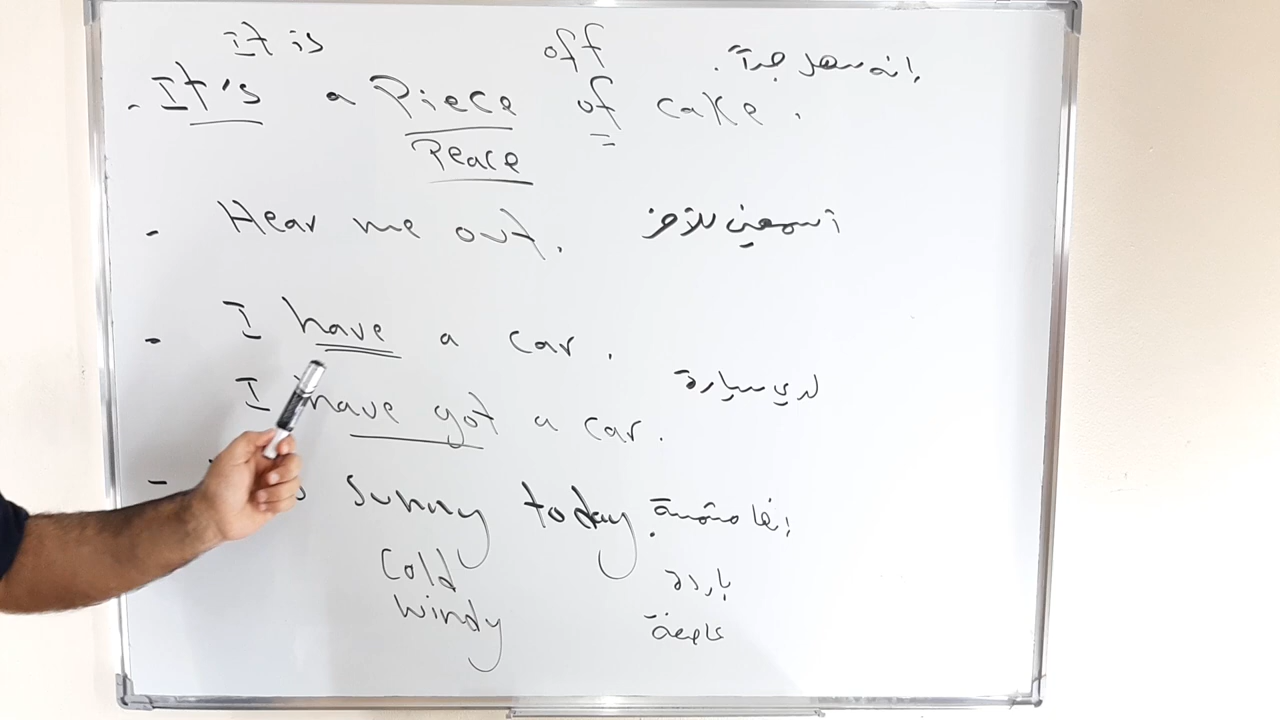 It is off
. It's a Piece of cake . إنه سهل جداً .
Peace
- Hear me out . أسمعني للآخر
- I have a car .
I have got a car . لدي سيارة
- sunny today . إنها مشمسة
Cold باردة
windy عاصفة